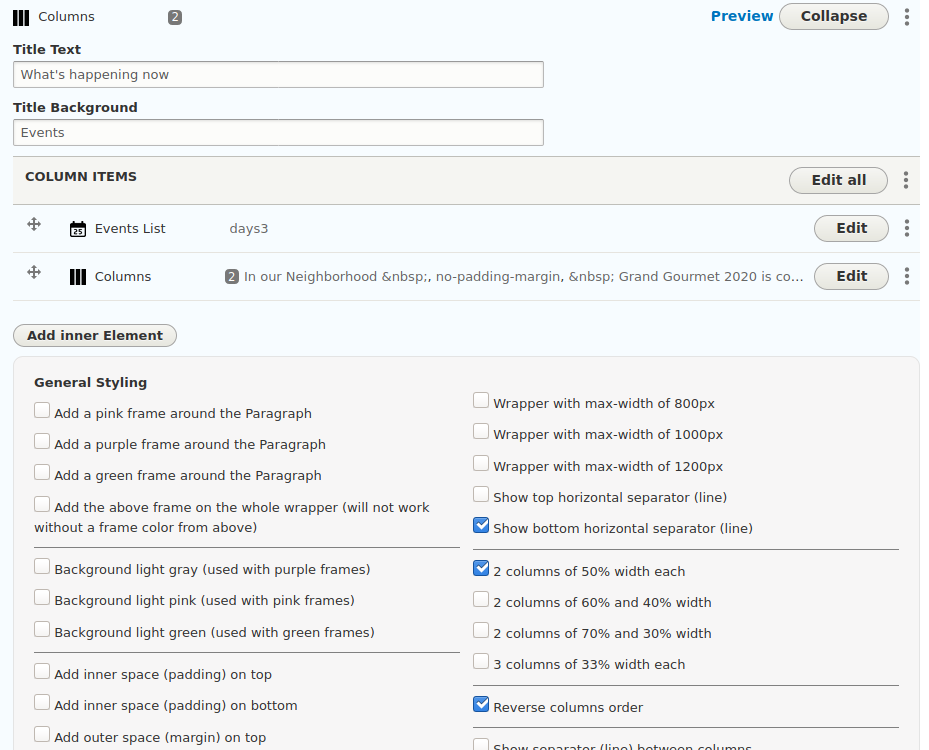 Columns 2 Preview Collapse
Title Text
What's happening now
Title Background
Events
COLUMN ITEMS Edit all
25 Events List days3 Edit
Columns 2 In our Neighborhood &nbsp;, no-padding-margin, &nbsp; Grand Gourmet 2020 is co... Edit
Add inner Element
General Styling
Add a pink frame around the Paragraph
Add a purple frame around the Paragraph
Add a green frame around the Paragraph
Add the above frame on the whole wrapper (will not work
without a frame color from above)
Background light gray (used with purple frames)
Background light pink (used with pink frames)
Background light green (used with green frames)
Add inner space (padding) on top
Add inner space (padding) on bottom
Add outer space (margin) on top
Wrapper with max-width of 800px
Wrapper with max-width of 1000px
Wrapper with max-width of 1200px
Show top horizontal separator (line)
Show bottom horizontal separator (line)
2 columns of 50% width each
2 columns of 60% and 40% width
2 columns of 70% and 30% width
3 columns of 33% width each
Reverse columns order
Show separator (line) between columns